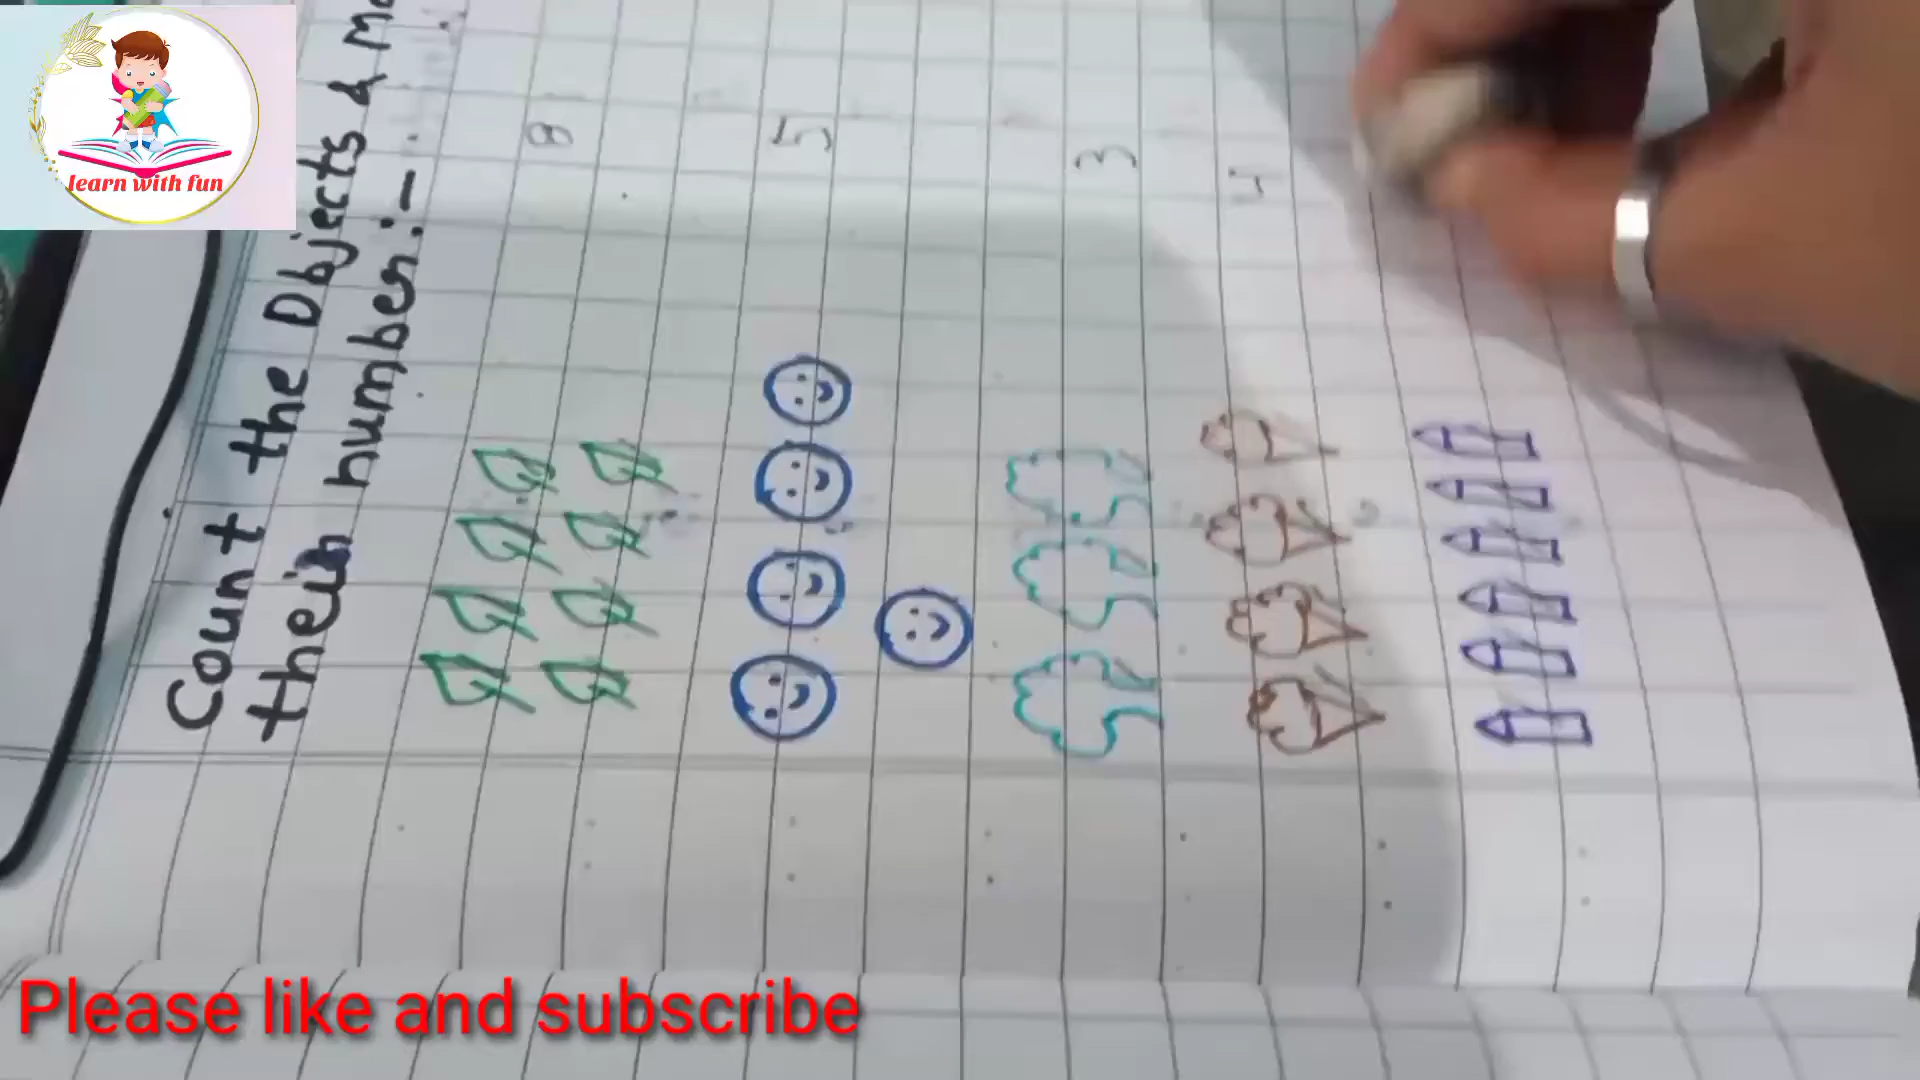 learn with fun
Count the Objects & Ma
their number:-
8
5
3
4
Please like and subscribe